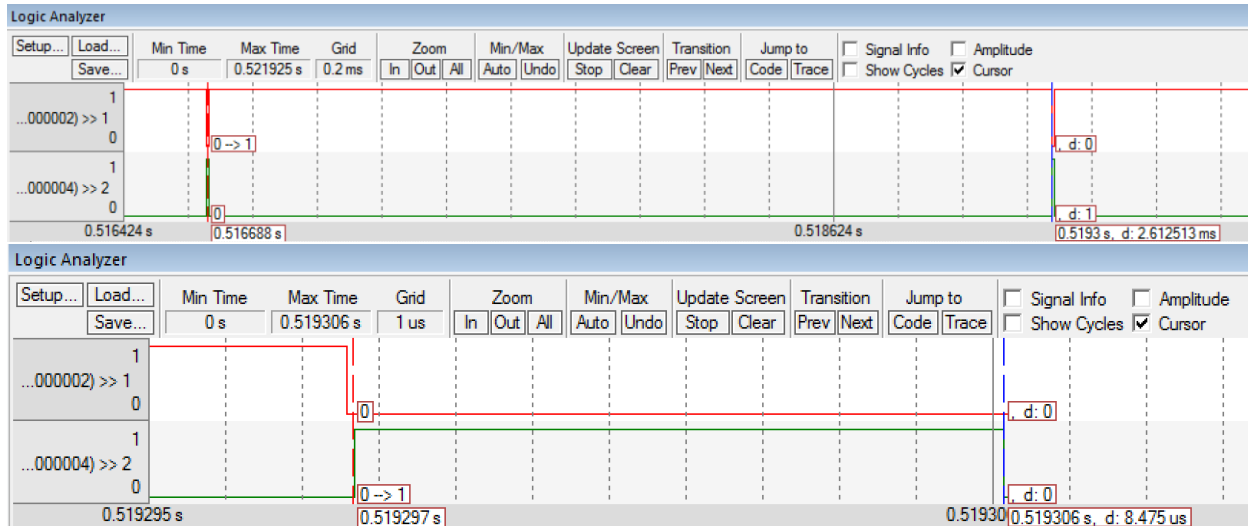 Logic Analyzer
Setup... Load... Min Time Max Time Grid Zoom Min/Max Update Screen Transition Jump to Signal Info Amplitude
Save... 0 s 0.521925 s 0.2 ms In Out All Auto Undo Stop Clear Prev Next Code Trace Show Cycles Cursor
1
...000002) >> 1
0 0 --> 1 , d: 0
1
...000004) >> 2
0 0 , d: 1
0.516424 s 0.516688 s 0.518624 s 0.5193 s, d: 2.612513 ms
Logic Analyzer
Setup... Load... Min Time Max Time Grid Zoom Min/Max Update Screen Transition Jump to Signal Info Amplitude
Save... 0 s 0.519306 s 1 us In Out All Auto Undo Stop Clear Prev Next Code Trace Show Cycles Cursor
1
...000002) >> 1
0 0 , d: 0
1
...000004) >> 2
0 0 --> 1 , d: 0
0.519295 s 0.519297 s 0.51930 0.519306 s, d: 8.475 us